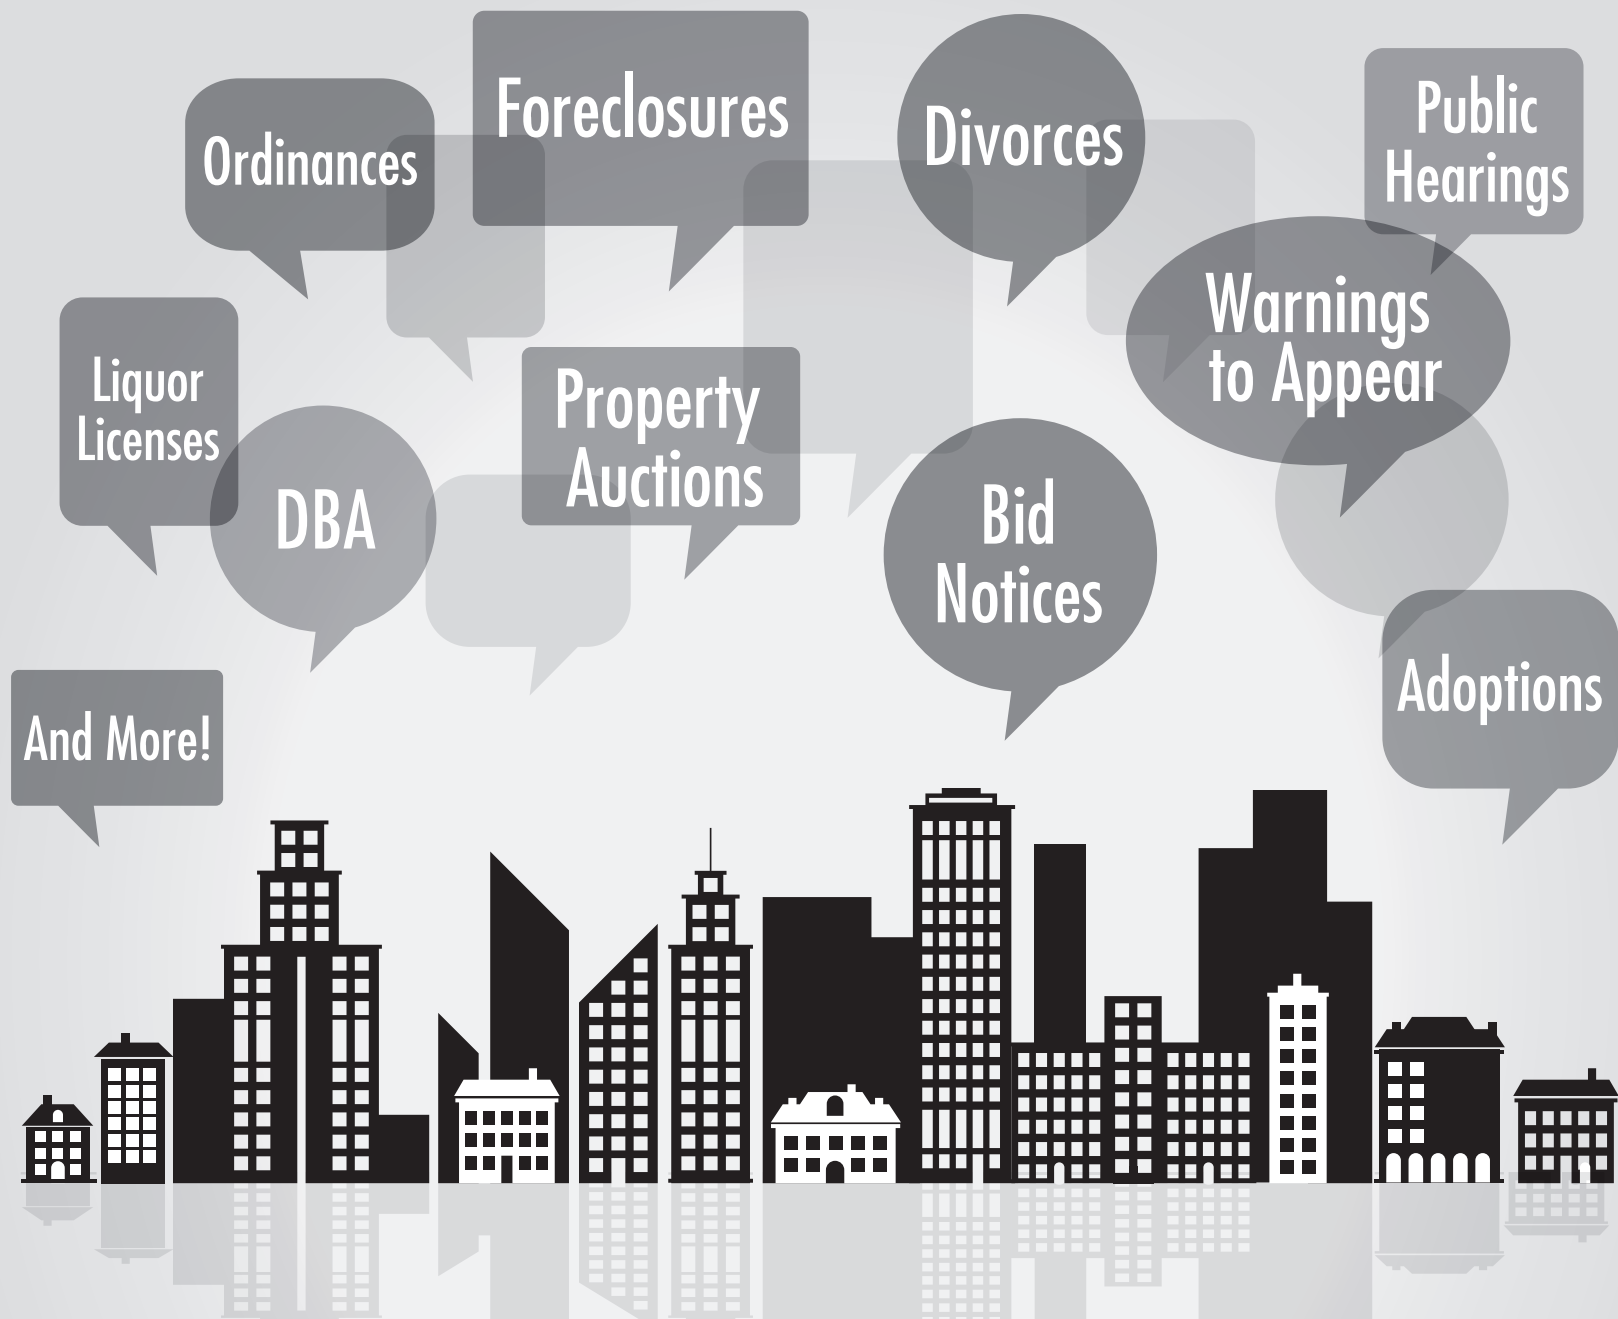 Foreclosures
Ordinances
Divorces
Public
Hearings
Warnings
to Appear
Liquor
Licenses
DBA
Property
Auctions
Bid
Notices
Adoptions
And More!